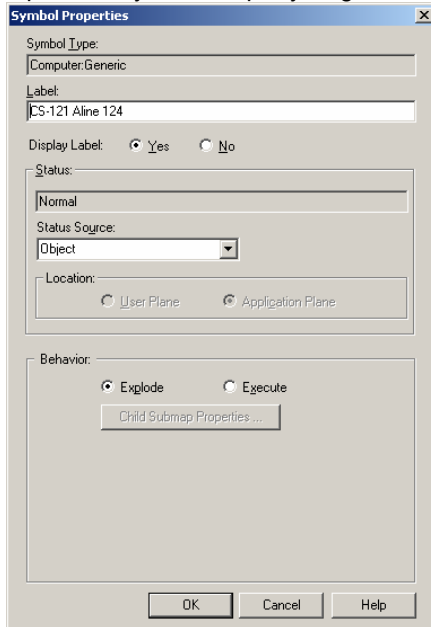 Symbol Properties
Symbol Type:
Computer:Generic
Label:
CS-121 Aline 124
Display Label: Yes No
Status:
Normal
Status Source:
Object
Location:
User Plane Application Plane
Behavior:
Explode Execute
Child Submap Properties ...
OK Cancel Help